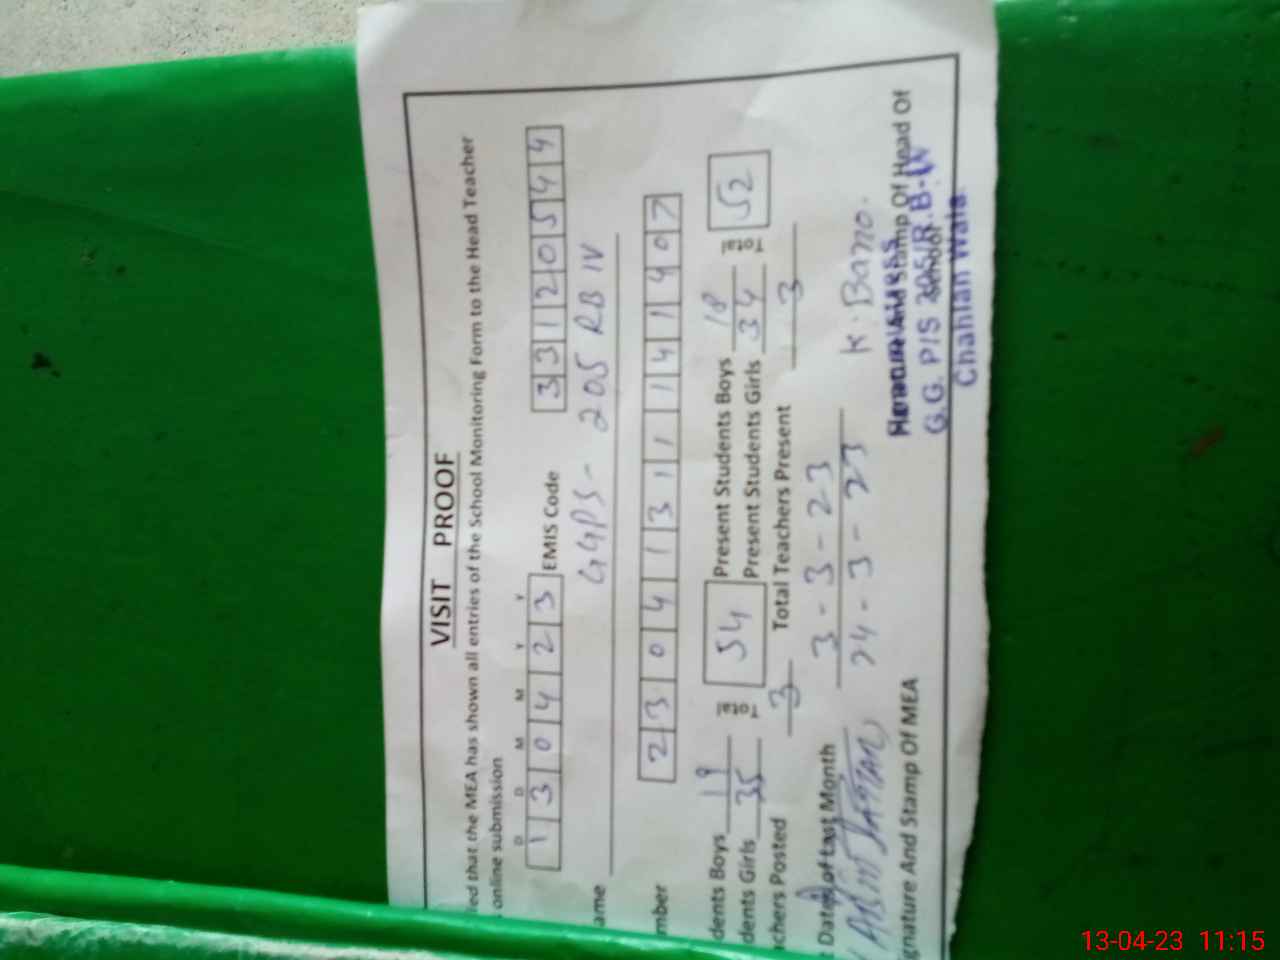 VISIT PROOF
ied that the MEA has shown all entries of the School Monitoring Form to the Head Teacher
online submission
D D M M Y Y
1 3 0 4 2 3 EMIS Code 3 3 1 2 0 5 4 4
ame GGPS - 205 RB IV
mber 2 3 0 4 1 3 1 1 1 4 1 4 0 7
dents Boys 19 Total 54 Present Students Boys 18 Total 52
dents Girls 35 Present Students Girls 34
chers Posted 3 Total Teachers Present 3
Dates of Last Month 3-3-23
24-3-23 K. Bano.
gnature And Stamp Of MEA And Stamp Of Head Of
School
G.G. P/S 205/R.B-IV
Chahlan Wala
13-04-23 11:15